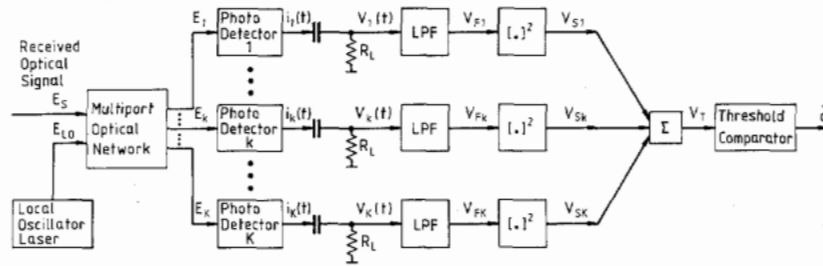 Received
Optical
Signal
E_S
E_LO
Multiport
Optical
Network
Local
Oscillator
Laser
E_1
Photo
Detector
1
i_1(t)
V_1(t)
R_L
LPF
V_F1
[.]²
V_S1
E_k
Photo
Detector
k
i_k(t)
V_k(t)
R_L
LPF
V_Fk
[.]²
V_Sk
Σ
V_T
Threshold
Comparator
E_K
Photo
Detector
K
i_K(t)
V_K(t)
R_L
LPF
V_FK
[.]²
V_SK